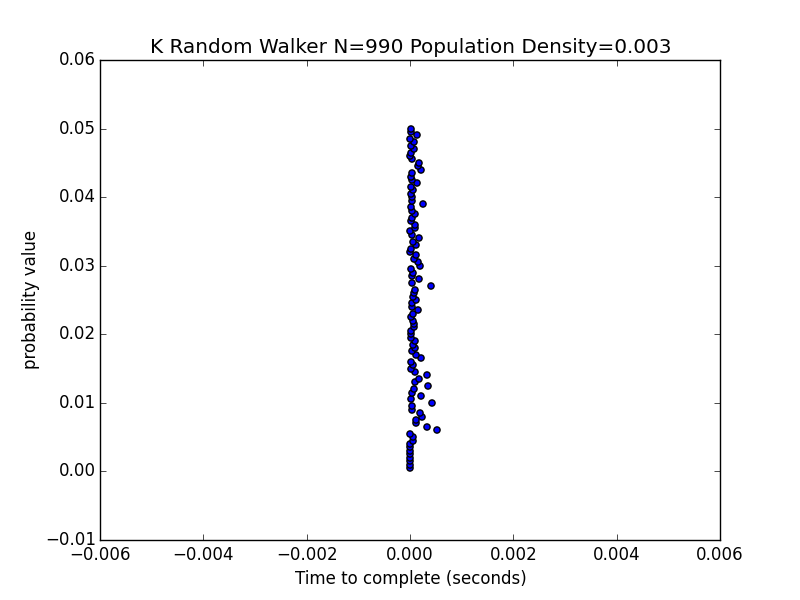 K Random Walker N=990 Population Density=0.003
0.06
0.05
0.04
0.03
0.02
0.01
0.00
−0.01
probability value
−0.006 −0.004 −0.002 0.000 0.002 0.004 0.006
Time to complete (seconds)